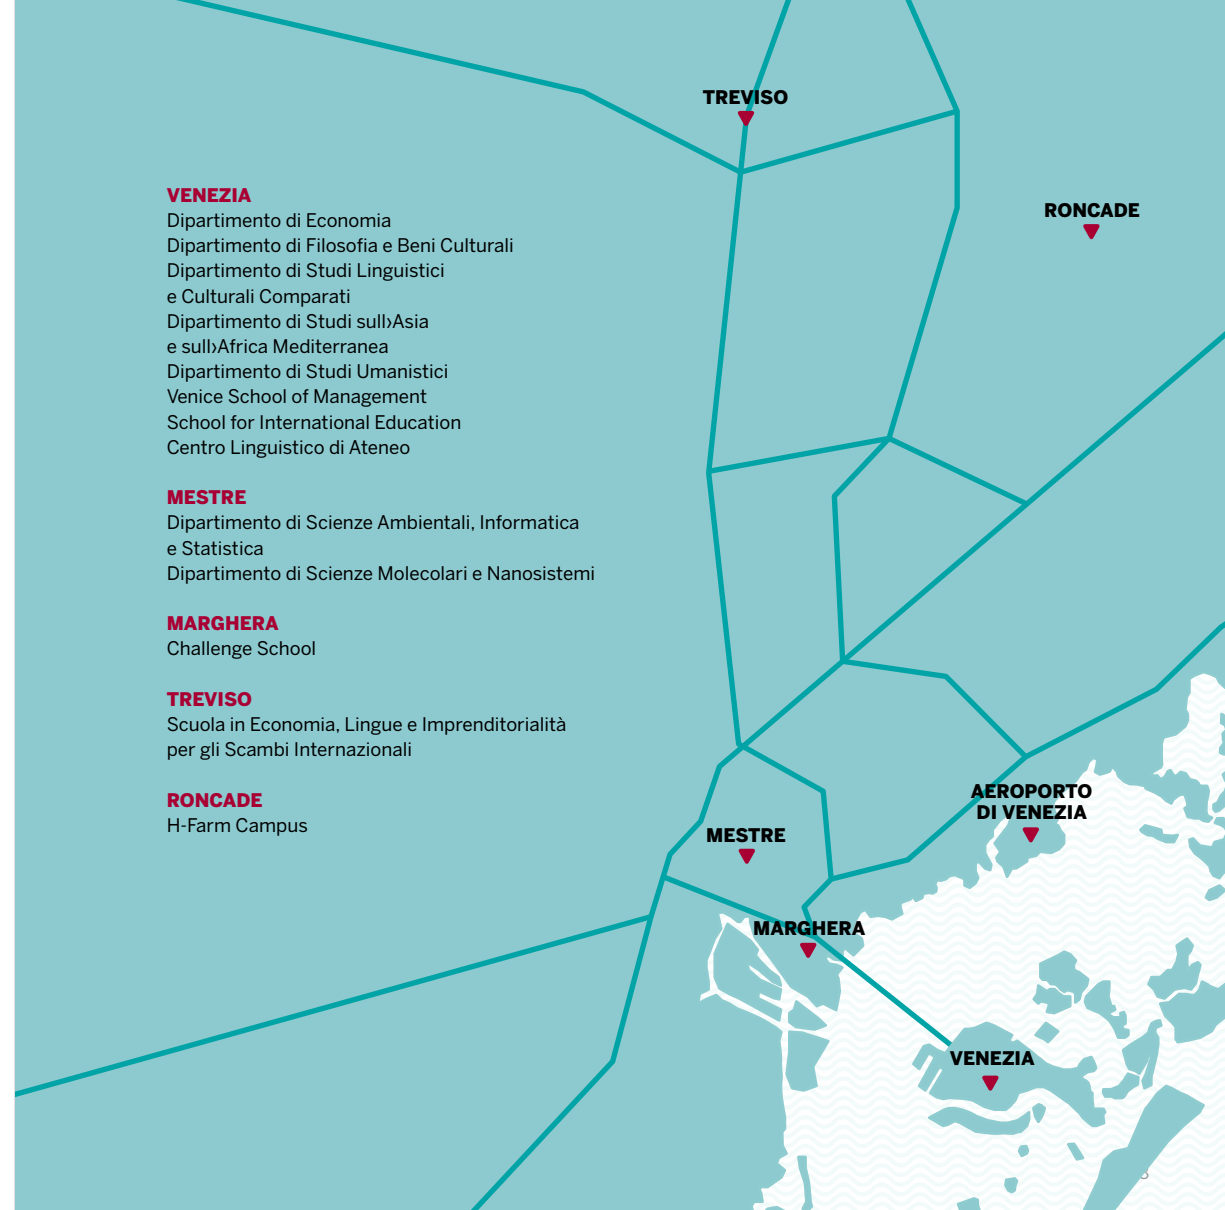 TREVISO
RONCADE
VENEZIA
Dipartimento di Economia
Dipartimento di Filosofia e Beni Culturali
Dipartimento di Studi Linguistici
e Culturali Comparati
Dipartimento di Studi sull›Asia
e sull›Africa Mediterranea
Dipartimento di Studi Umanistici
Venice School of Management
School for International Education
Centro Linguistico di Ateneo
MESTRE
Dipartimento di Scienze Ambientali, Informatica
e Statistica
Dipartimento di Scienze Molecolari e Nanosistemi
MARGHERA
Challenge School
TREVISO
Scuola in Economia, Lingue e Imprenditorialità
per gli Scambi Internazionali
RONCADE
H-Farm Campus
AEROPORTO
DI VENEZIA
MESTRE
MARGHERA
VENEZIA